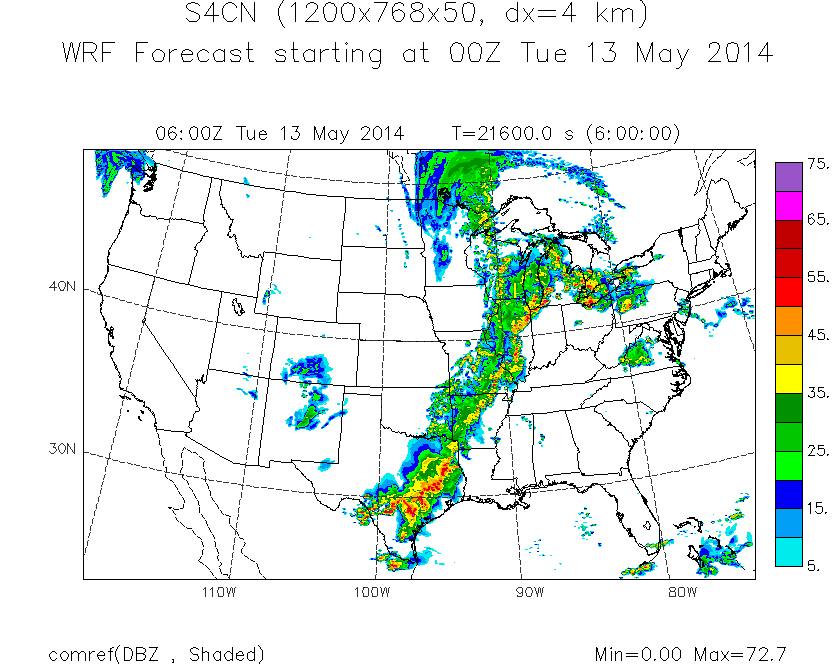 S4CN (1200x768x50, dx=4 km)
WRF Forecast starting at 00Z Tue 13 May 2014
06:00Z Tue 13 May 2014 T=21600.0 s (6:00:00)
75.
65.
55.
45.
35.
25.
15.
5.
40N
30N
110W 100W 90W 80W
comref(DBZ , Shaded) Min=0.00 Max=72.7